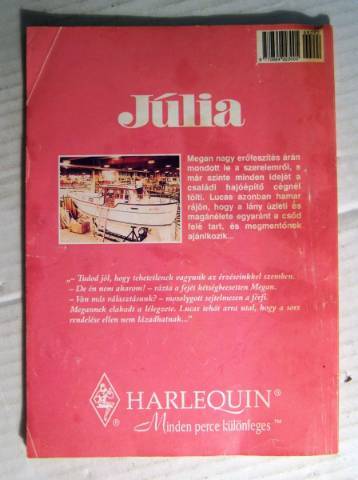 Júlia
Megan nagy erőfeszítés árán
mondott le a szerelemről, s
már szinte minden idejét a
családi hajóépítő cégnél
tölti. Lucas azonban hamar
rájön, hogy a lány üzleti és
magánélete egyaránt a csőd
felé tart, és megmentőnek
ajánlkozik...
„– Tudod jól, hogy tehetetlenek vagyunk az érzéseinkkel szemben.
– De én nem akarom! – rázta a fejét kétségbeesetten Megan.
– Van más választásunk? – mosolygott sejtelmesen a férfi.
Megannek elakadt a lélegzete. Lucas tehát arra utal, hogy a sors
rendelése ellen nem lázadhatnak..."
HARLEQUIN®
®
Minden perce különleges ™